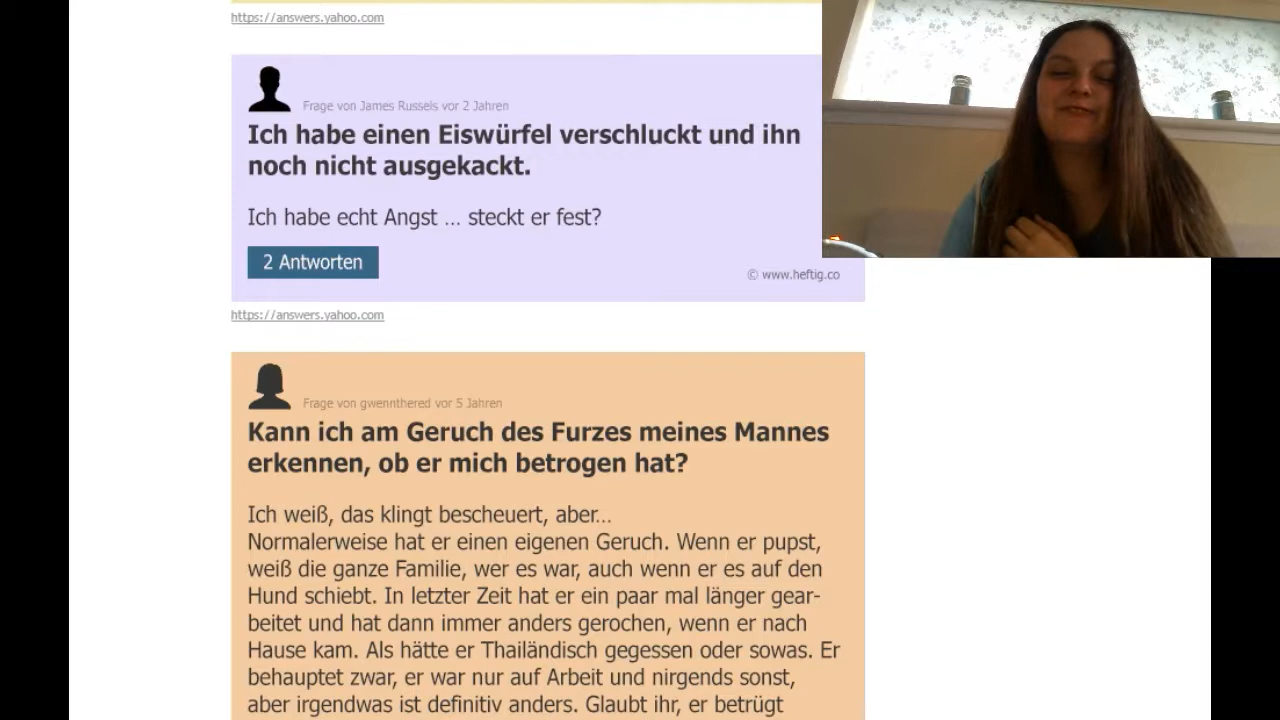 https://answers.yahoo.com
Frage von James Russeis vor 2 Jahren
Ich habe einen Eiswürfel verschluckt und ihn
noch nicht ausgekackt.
Ich habe echt Angst … steckt er fest?
2 Antworten
© www.heftig.co
https://answers.yahoo.com
Frage von gwennthered vor 5 Jahren
Kann ich am Geruch des Furzes meines Mannes
erkennen, ob er mich betrogen hat?
Ich weiß, das klingt bescheuert, aber…
Normalerweise hat er einen eigenen Geruch. Wenn er pupst,
weiß die ganze Familie, wer es war, auch wenn er es auf den
Hund schiebt. In letzter Zeit hat er ein paar mal länger gear-
beitet und hat dann immer anders gerochen, wenn er nach
Hause kam. Als hätte er Thailändisch gegessen oder sowas. Er
behauptet zwar, er war nur auf Arbeit und nirgends sonst,
aber irgendwas ist definitiv anders. Glaubt ihr, er betrügt